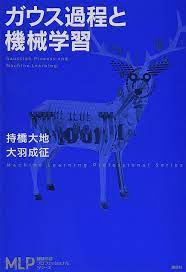 ガウス過程と
機械学習
Gaussian Process and
Machine Learning
持橋大地
大羽成征
Machine Learning Professional Series
MLP
機械学習
プロフェッショナル
シリーズ
講談社